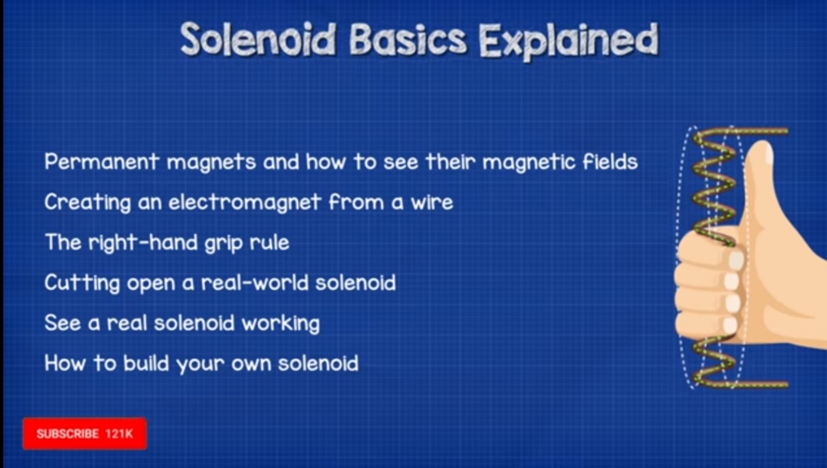 Solenoid Basics Explained
Permanent magnets and how to see their magnetic fields
Creating an electromagnet from a wire
The right-hand grip rule
Cutting open a real-world solenoid
See a real solenoid working
How to build your own solenoid
SUBSCRIBE 121K